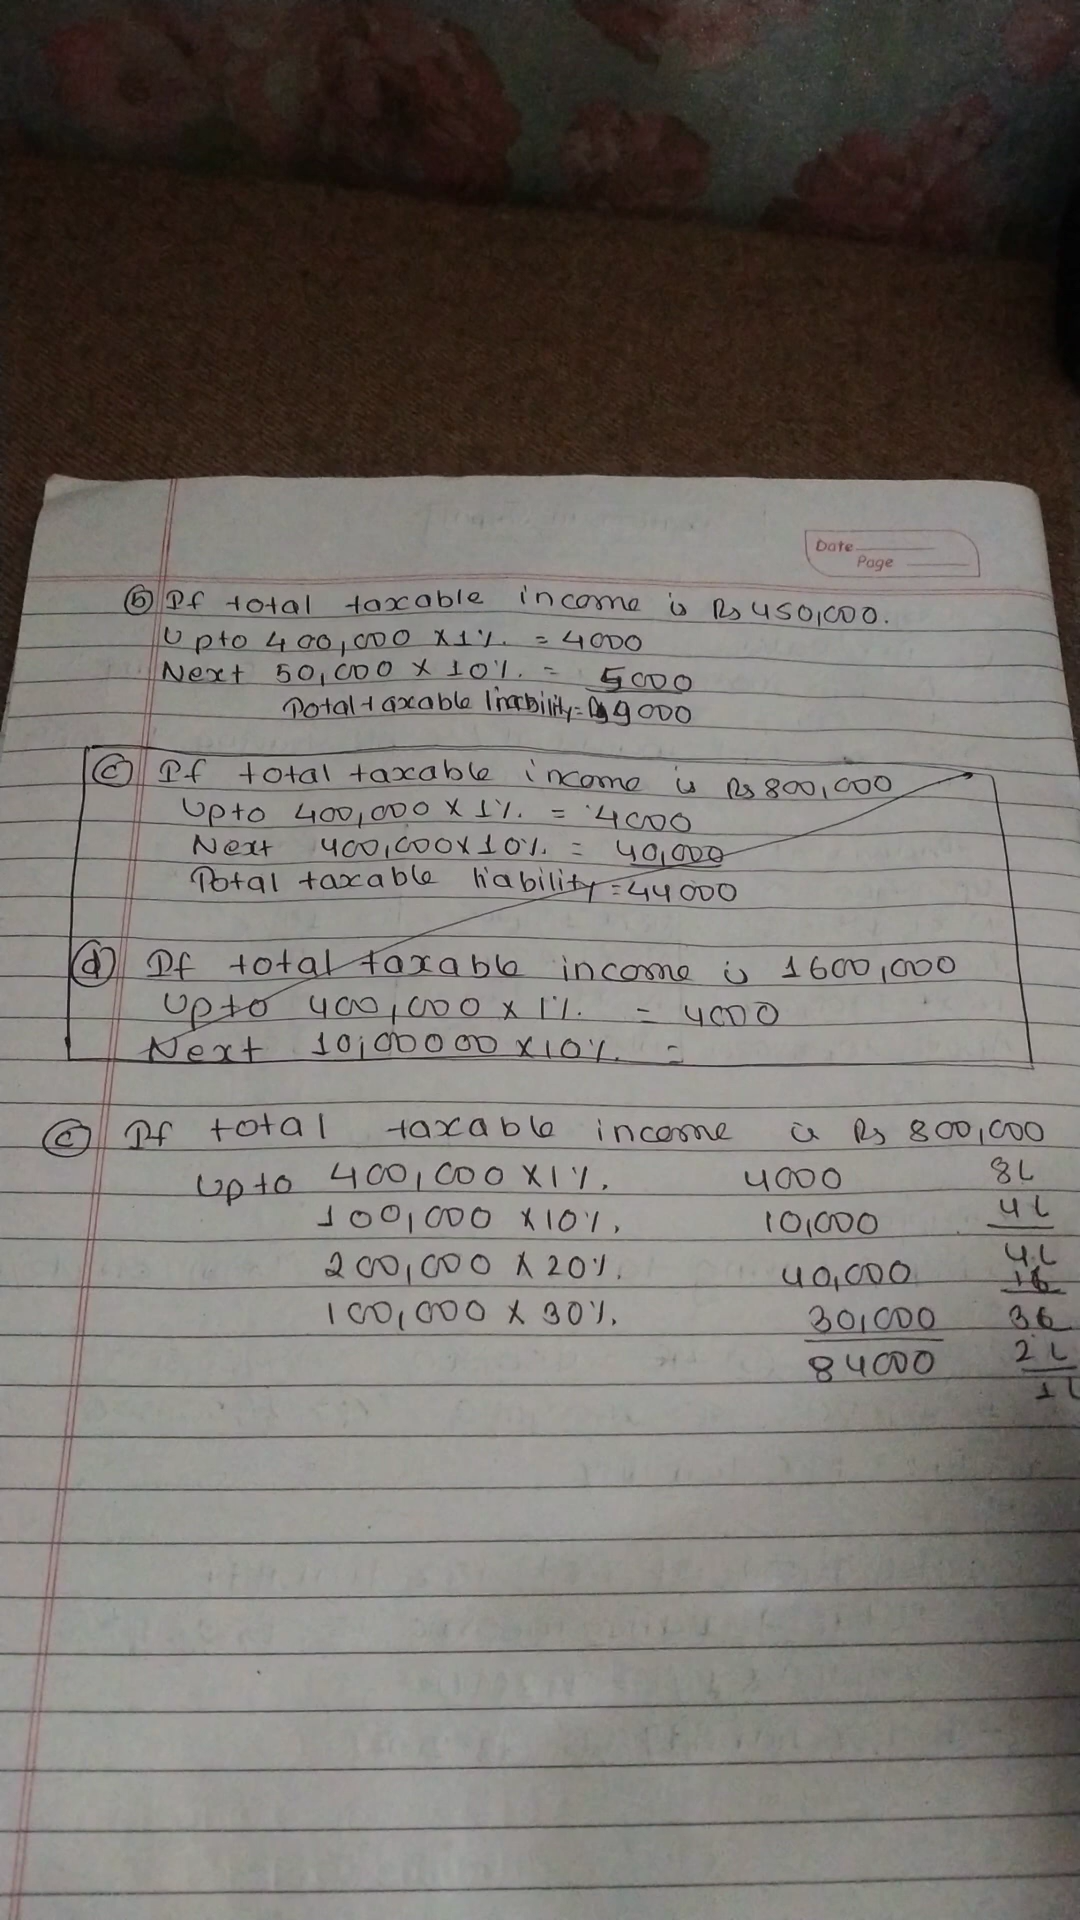 Date
Page
(b) If total taxable income is Rs 450,000.
Upto 400,000 x 1% = 4000
Next 50,000 x 10% = 5000
Total taxable liability = Rs 9000
(c) If total taxable income is Rs 800,000
Upto 400,000 x 1% = 4000
Next 400,000 x 10% = 40,000
Total taxable liability = 44000
(d) If total taxable income is 1600,000
Upto 400,000 x 1% = 4000
Next 10,00000 x 10% =
(c) If total taxable income is Rs 800,000
Upto 400,000 x 1% 4000 8L
100,000 x 10% 10,000 4L
200,000 x 20% 40,000 4L
100,000 x 30% 30,000 3L
84000 2L
1L